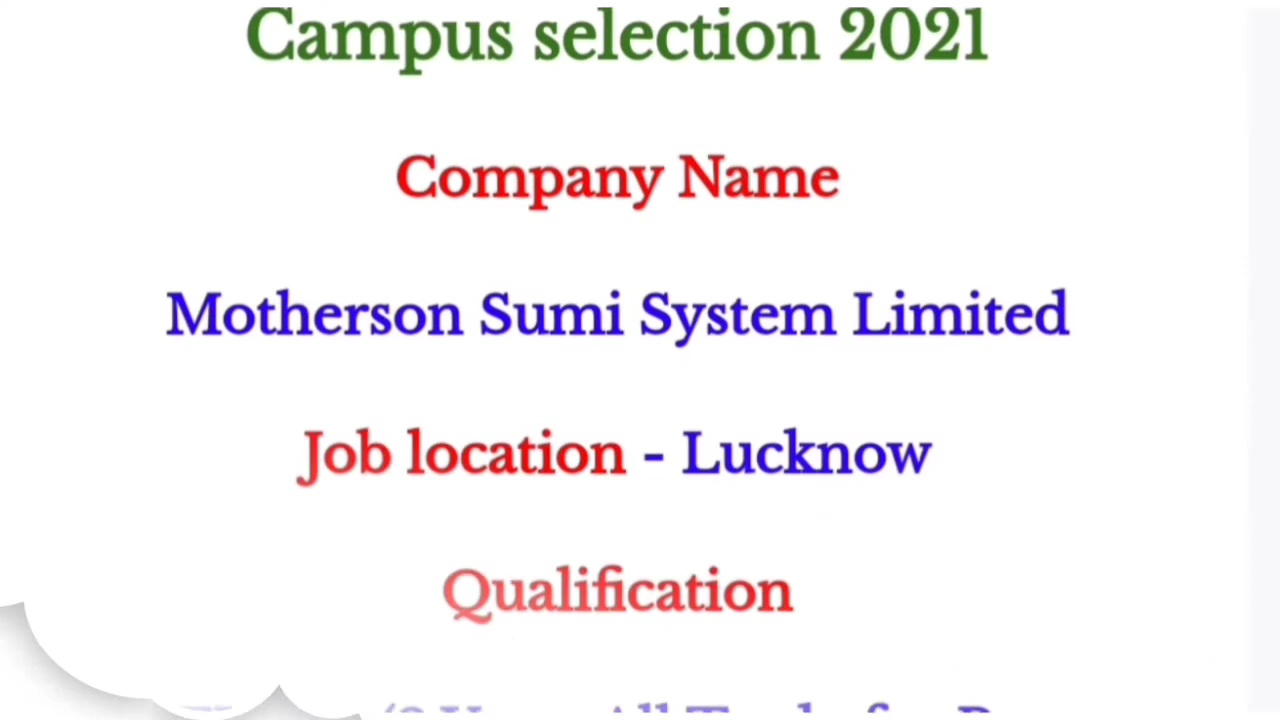 Campus selection 2021
Company Name
Motherson Sumi System Limited
Job location - Lucknow
Qualification